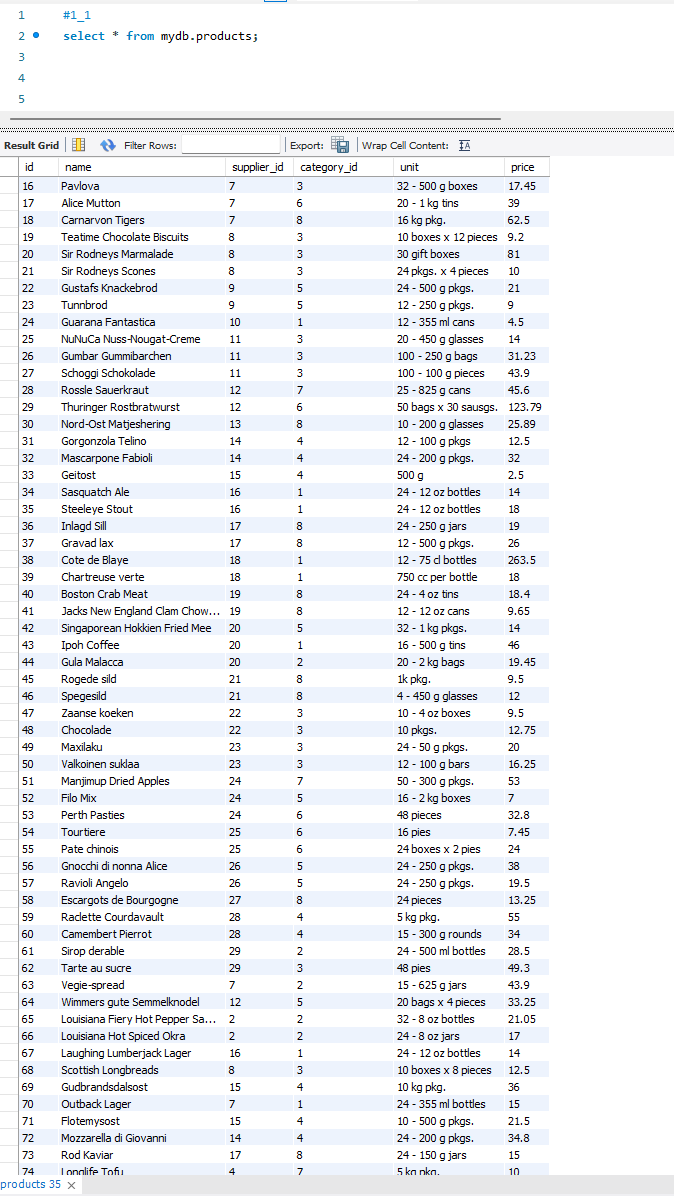 1 #1_1
2 select * from mydb.products;
3
4
5
Result Grid Filter Rows: Export: Wrap Cell Content:
id name supplier_id category_id unit price
16 Pavlova 7 3 32 - 500 g boxes 17.45
17 Alice Mutton 7 6 20 - 1 kg tins 39
18 Carnarvon Tigers 7 8 16 kg pkg. 62.5
19 Teatime Chocolate Biscuits 8 3 10 boxes x 12 pieces 9.2
20 Sir Rodneys Marmalade 8 3 30 gift boxes 81
21 Sir Rodneys Scones 8 3 24 pkgs. x 4 pieces 10
22 Gustafs Knackebrod 9 5 24 - 500 g pkgs. 21
23 Tunnbrod 9 5 12 - 250 g pkgs. 9
24 Guarana Fantastica 10 1 12 - 355 ml cans 4.5
25 NuNuCa Nuss-Nougat-Creme 11 3 20 - 450 g glasses 14
26 Gumbar Gummibarchen 11 3 100 - 250 g bags 31.23
27 Schoggi Schokolade 11 3 100 - 100 g pieces 43.9
28 Rossle Sauerkraut 12 7 25 - 825 g cans 45.6
29 Thuringer Rostbratwurst 12 6 50 bags x 30 sausgs. 123.79
30 Nord-Ost Matjeshering 13 8 10 - 200 g glasses 25.89
31 Gorgonzola Telino 14 4 12 - 100 g pkgs 12.5
32 Mascarpone Fabioli 14 4 24 - 200 g pkgs. 32
33 Geitost 15 4 500 g 2.5
34 Sasquatch Ale 16 1 24 - 12 oz bottles 14
35 Steeleye Stout 16 1 24 - 12 oz bottles 18
36 Inlagd Sill 17 8 24 - 250 g jars 19
37 Gravad lax 17 8 12 - 500 g pkgs. 26
38 Cote de Blaye 18 1 12 - 75 cl bottles 263.5
39 Chartreuse verte 18 1 750 cc per bottle 18
40 Boston Crab Meat 19 8 24 - 4 oz tins 18.4
41 Jacks New England Clam Chow... 19 8 12 - 12 oz cans 9.65
42 Singaporean Hokkien Fried Mee 20 5 32 - 1 kg pkgs. 14
43 Ipoh Coffee 20 1 16 - 500 g tins 46
44 Gula Malacca 20 2 20 - 2 kg bags 19.45
45 Rogede sild 21 8 1k pkg. 9.5
46 Spegesild 21 8 4 - 450 g glasses 12
47 Zaanse koeken 22 3 10 - 4 oz boxes 9.5
48 Chocolade 22 3 10 pkgs. 12.75
49 Maxilaku 23 3 24 - 50 g pkgs. 20
50 Valkoinen suklaa 23 3 12 - 100 g bars 16.25
51 Manjimup Dried Apples 24 7 50 - 300 g pkgs. 53
52 Filo Mix 24 5 16 - 2 kg boxes 7
53 Perth Pasties 24 6 48 pieces 32.8
54 Tourtiere 25 6 16 pies 7.45
55 Pate chinois 25 6 24 boxes x 2 pies 24
56 Gnocchi di nonna Alice 26 5 24 - 250 g pkgs. 38
57 Ravioli Angelo 26 5 24 - 250 g pkgs. 19.5
58 Escargots de Bourgogne 27 8 24 pieces 13.25
59 Raclette Courdavault 28 4 5 kg pkg. 55
60 Camembert Pierrot 28 4 15 - 300 g rounds 34
61 Sirop derable 29 2 24 - 500 ml bottles 28.5
62 Tarte au sucre 29 3 48 pies 49.3
63 Vegie-spread 7 2 15 - 625 g jars 43.9
64 Wimmers gute Semmelknodel 12 5 20 bags x 4 pieces 33.25
65 Louisiana Fiery Hot Pepper Sa... 2 2 32 - 8 oz bottles 21.05
66 Louisiana Hot Spiced Okra 2 2 24 - 8 oz jars 17
67 Laughing Lumberjack Lager 16 1 24 - 12 oz bottles 14
68 Scottish Longbreads 8 3 10 boxes x 8 pieces 12.5
69 Gudbrandsdalsost 15 4 10 kg pkg. 36
70 Outback Lager 7 1 24 - 355 ml bottles 15
71 Flotemysost 15 4 10 - 500 g pkgs. 21.5
72 Mozzarella di Giovanni 14 4 24 - 200 g pkgs. 34.8
73 Rod Kaviar 17 8 24 - 150 g jars 15
74 Longlife Tofu 4 7 5 kg pkg. 10
products 35